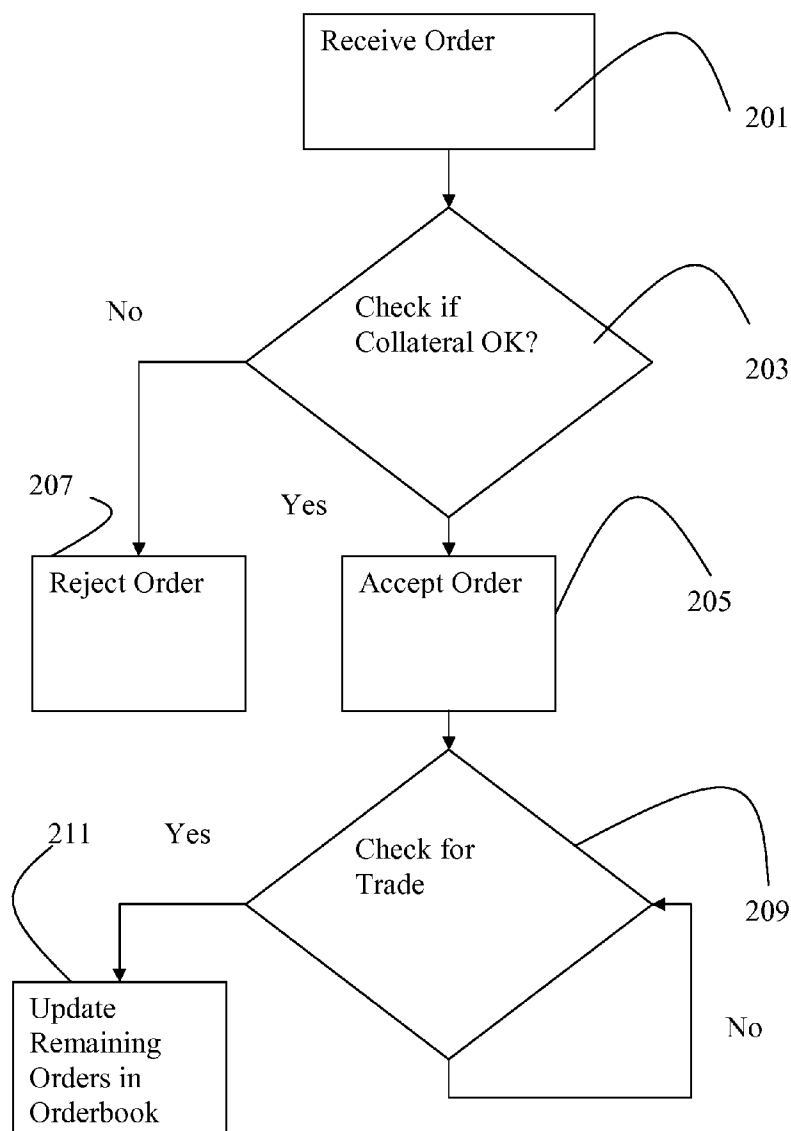 Receive Order
201
No
Check if
Collateral OK?
203
207
Yes
Reject Order
Accept Order
205
211
Yes
Check for
Trade
209
Update
Remaining
Orders in
Orderbook
No